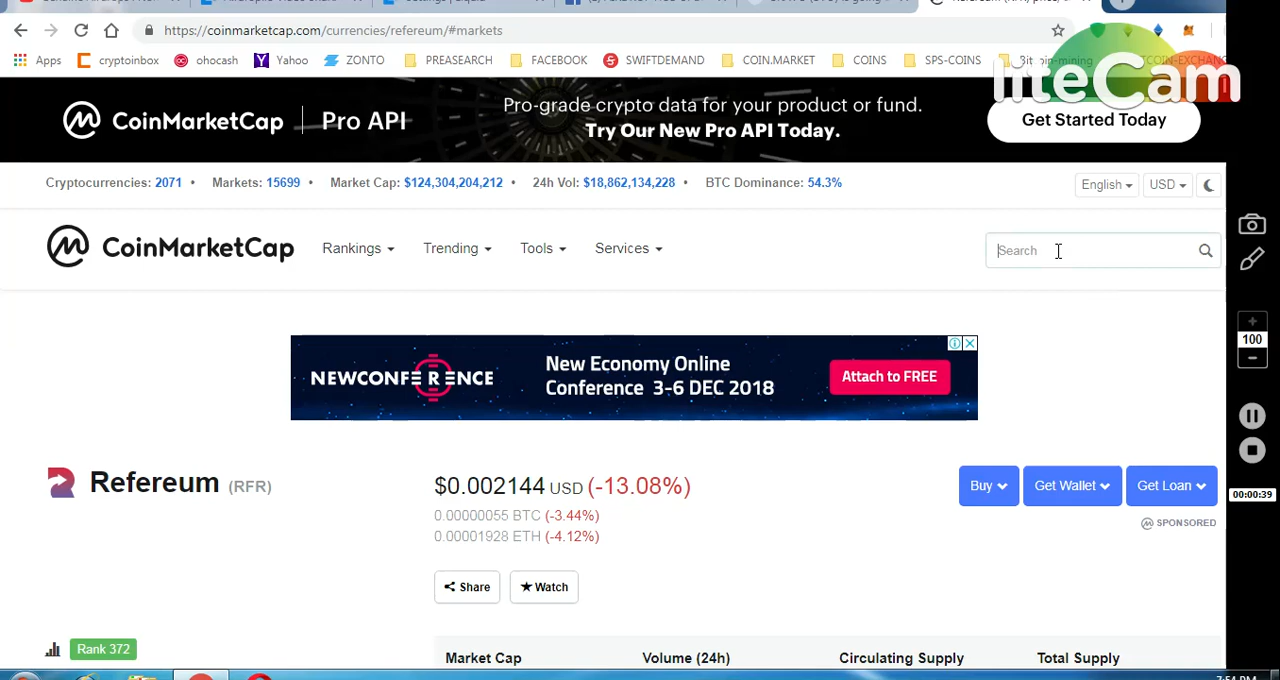 https://coinmarketcap.com/currencies/refereum/#markets
Apps cryptoinbox ohocash Yahoo ZONTO PREASEARCH FACEBOOK SWIFTDEMAND COIN.MARKET COINS SPS-COINS
liteCam
CoinMarketCap Pro API
Pro-grade crypto data for your product or fund.
Try Our New Pro API Today.
Get Started Today
Cryptocurrencies: 2071 • Markets: 15699 • Market Cap: $124,304,204,212 • 24h Vol: $18,862,134,228 • BTC Dominance: 54.3%
English USD
CoinMarketCap Rankings Trending Tools Services
Search
100
NEWCONFERENCE
New Economy Online
Conference 3-6 DEC 2018
Attach to FREE
Refereum (RFR)
$0.002144 USD (-13.08%)
0.00000055 BTC (-3.44%)
0.00001928 ETH (-4.12%)
Buy Get Wallet Get Loan
SPONSORED
00:00:39
Share Watch
Rank 372
Market Cap Volume (24h) Circulating Supply Total Supply